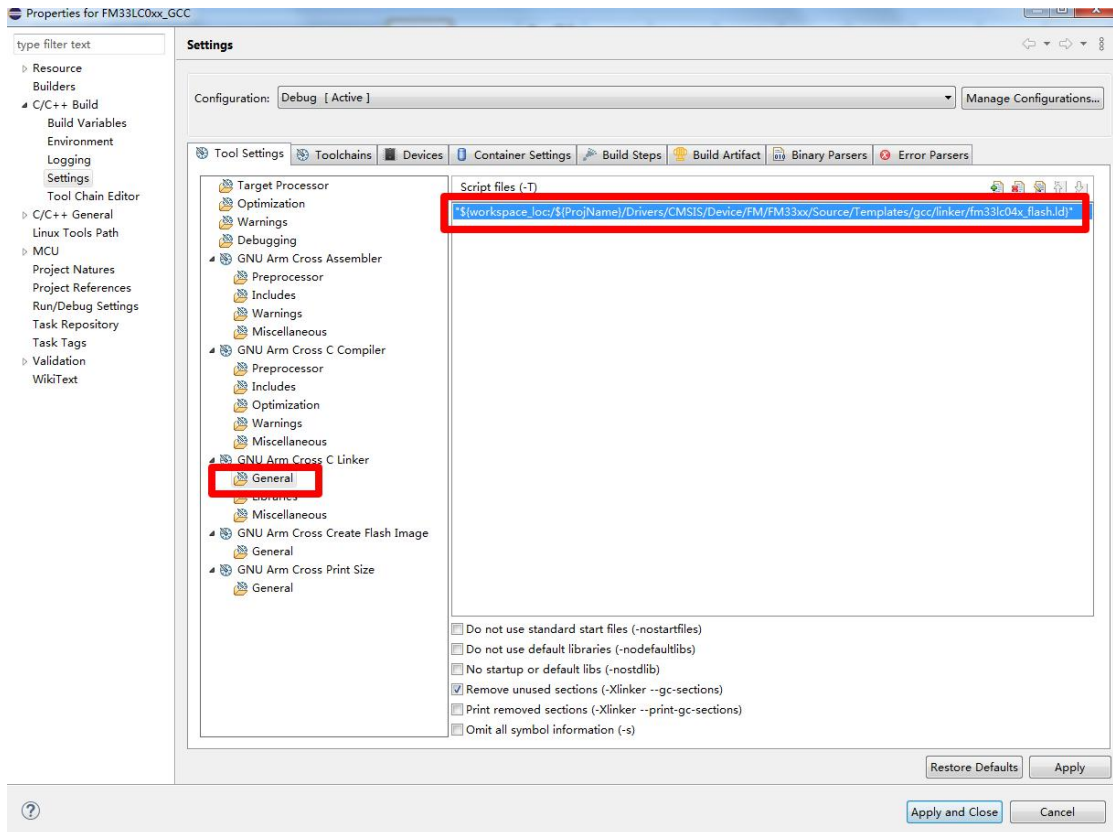 Properties for FM33LC0xx_GCC
type filter text
Resource
Builders
C/C++ Build
Build Variables
Environment
Logging
Settings
Tool Chain Editor
C/C++ General
Linux Tools Path
MCU
Project Natures
Project References
Run/Debug Settings
Task Repository
Task Tags
Validation
WikiText
Settings
Configuration: Debug [ Active ]
Manage Configurations...
Tool Settings Toolchains Devices Container Settings Build Steps Build Artifact Binary Parsers Error Parsers
Target Processor
Optimization
Warnings
Debugging
GNU Arm Cross Assembler
Preprocessor
Includes
Warnings
Miscellaneous
GNU Arm Cross C Compiler
Preprocessor
Includes
Optimization
Warnings
Miscellaneous
GNU Arm Cross C Linker
General
Libraries
Miscellaneous
GNU Arm Cross Create Flash Image
General
GNU Arm Cross Print Size
General
Script files (-T)
"${workspace_loc:/${ProjName}/Drivers/CMSIS/Device/FM/FM33xx/Source/Templates/gcc/linker/fm33lc04x_flash.ld}"
Do not use standard start files (-nostartfiles)
Do not use default libraries (-nodefaultlibs)
No startup or default libs (-nostdlib)
Remove unused sections (-Xlinker --gc-sections)
Print removed sections (-Xlinker --print-gc-sections)
Omit all symbol information (-s)
Restore Defaults Apply
Apply and Close Cancel